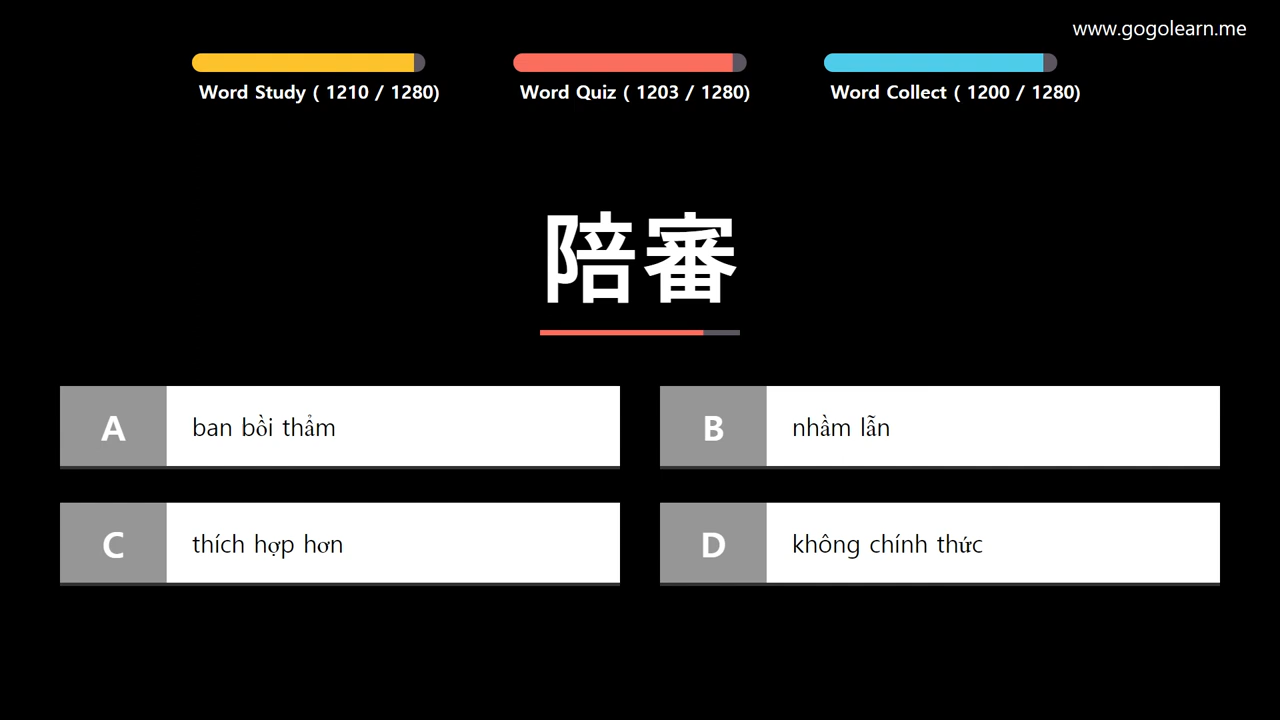 www.gogolearn.me
Word Study ( 1210 / 1280)
Word Quiz ( 1203 / 1280)
Word Collect ( 1200 / 1280)
陪審
A
ban bồi thẩm
B
nhầm lẫn
C
thích hợp hơn
D
không chính thức